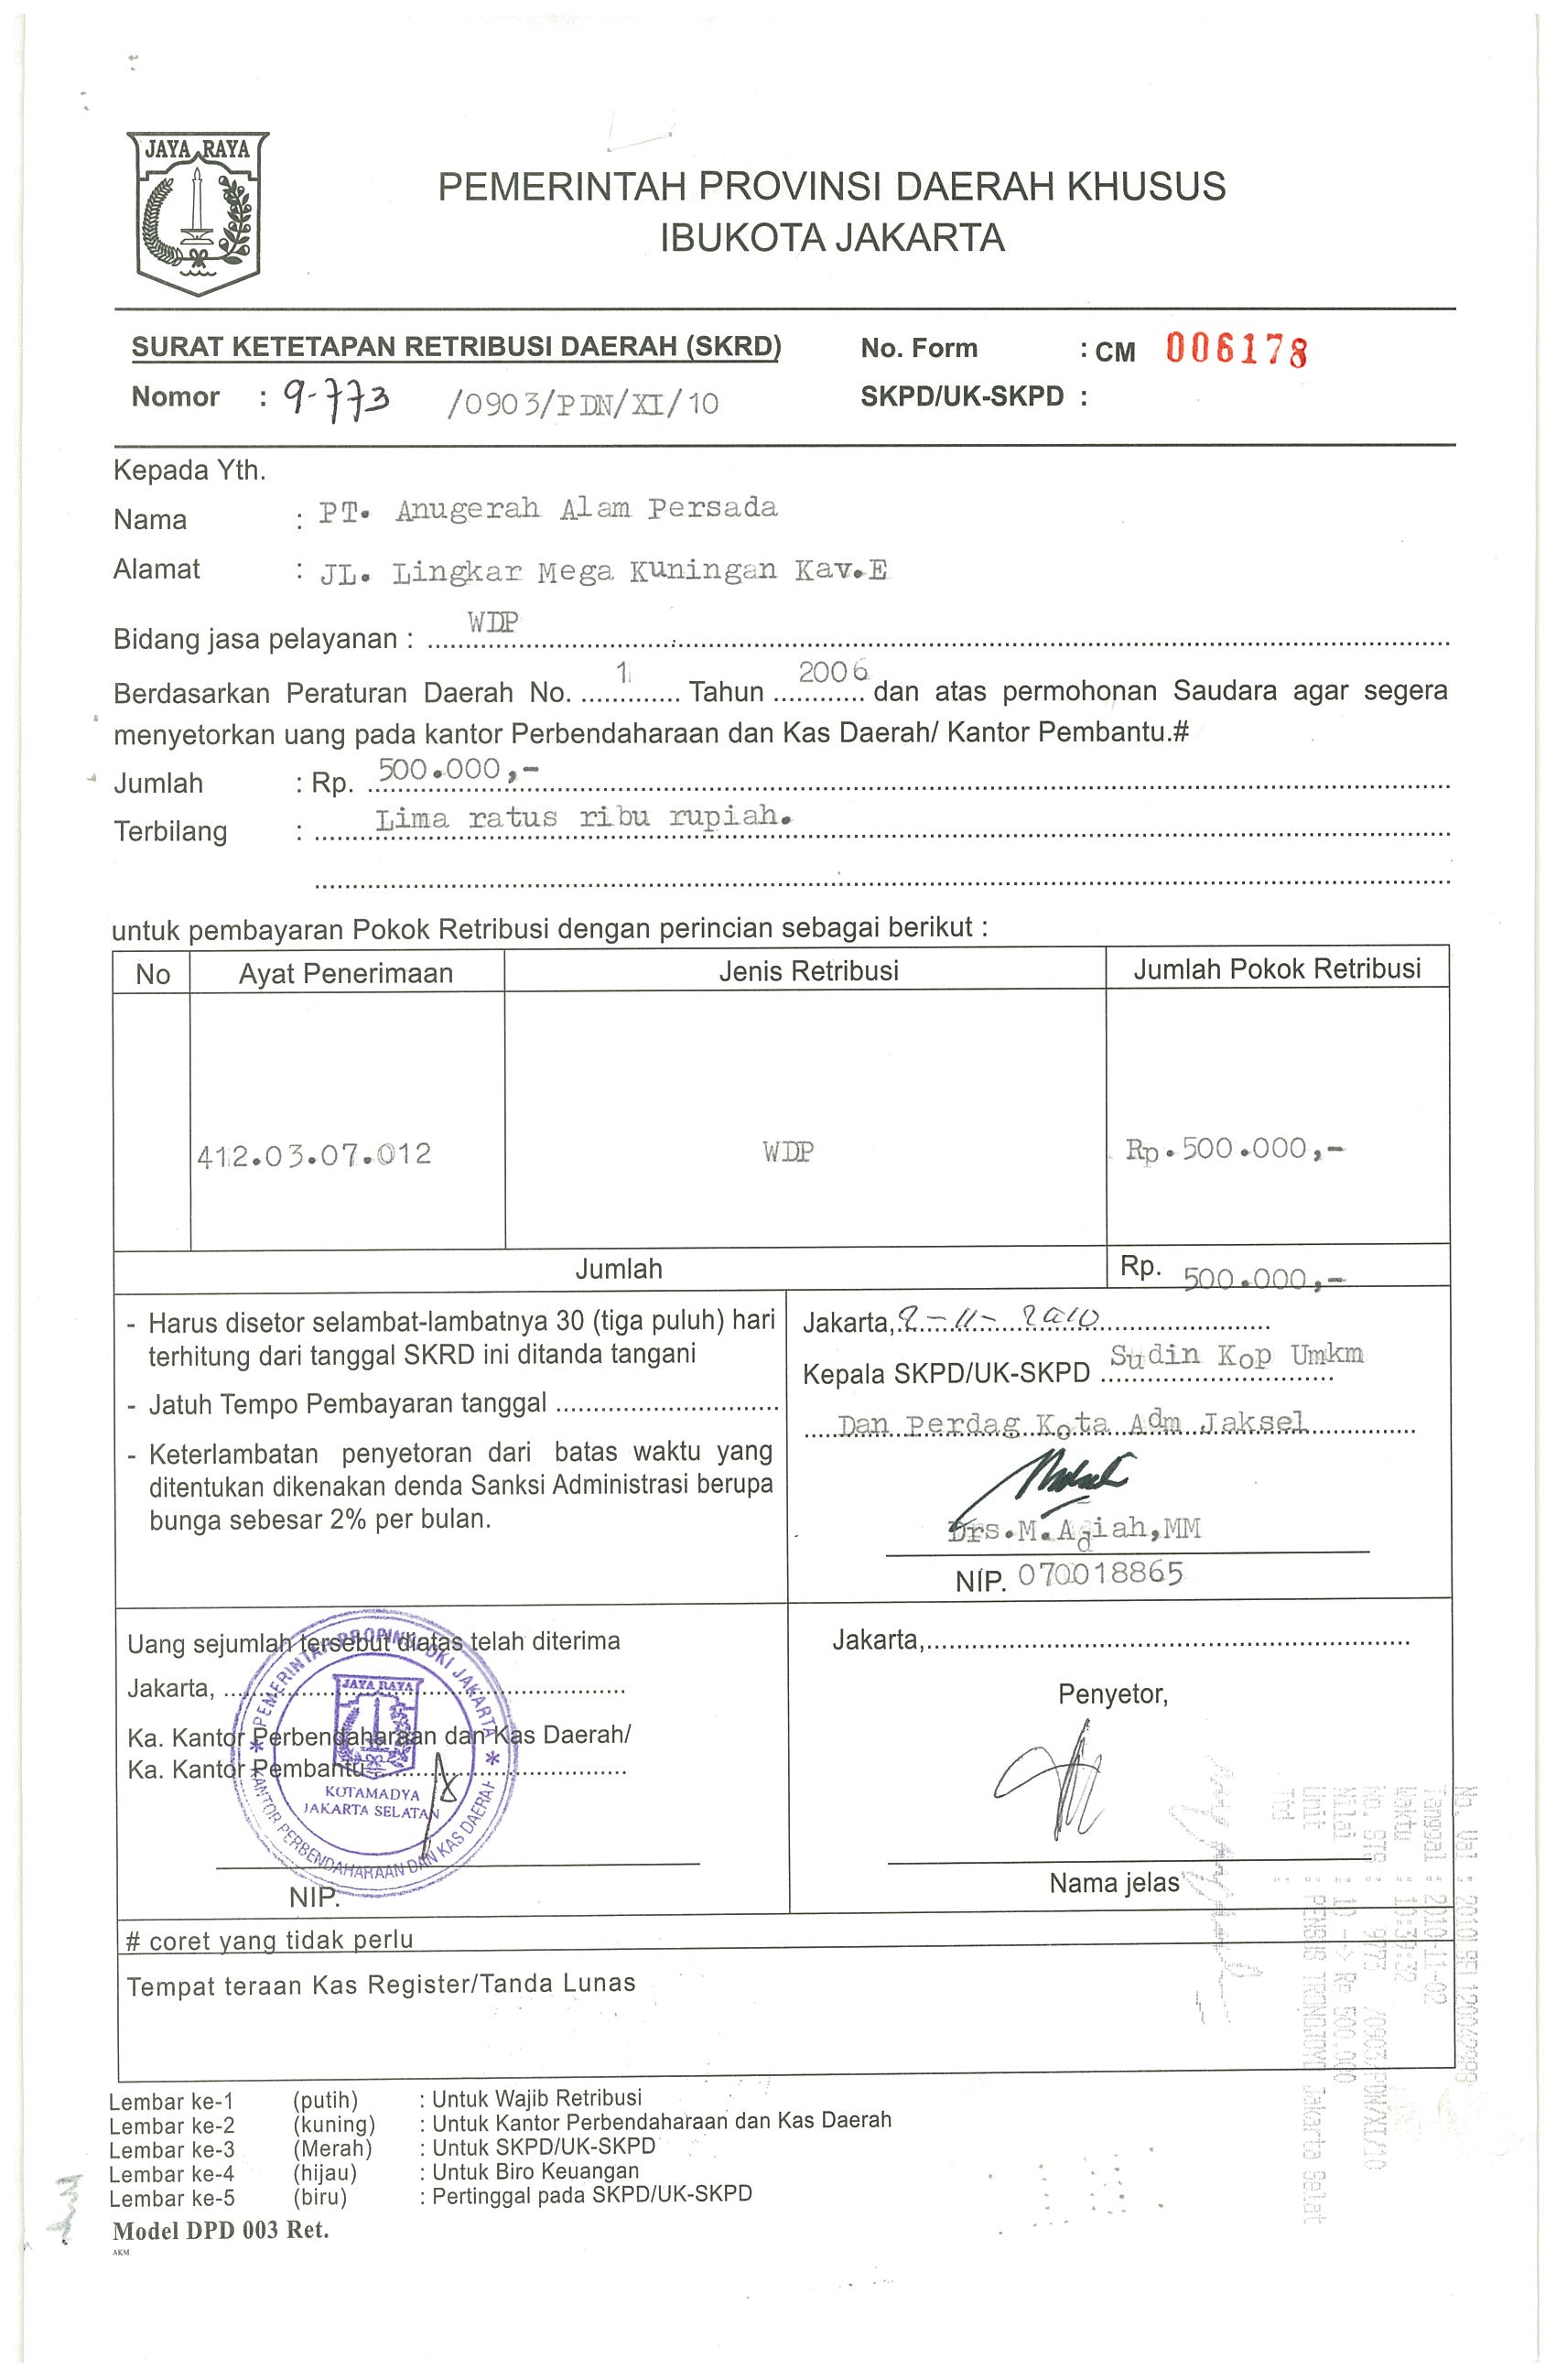 JAYA RAYA
PEMERINTAH PROVINSI DAERAH KHUSUS
IBUKOTA JAKARTA
SURAT KETETAPAN RETRIBUSI DAERAH (SKRD)
No. Form : CM 006178
Nomor : 9-773 /0903/PDN/XI/10
SKPD/UK-SKPD :
Kepada Yth.
Nama : PT. Anugerah Alam Persada
Alamat : JL. Lingkar Mega Kuningan Kav.E
Bidang jasa pelayanan : WDP
Berdasarkan Peraturan Daerah No. 1 Tahun 2006 dan atas permohonan Saudara agar segera
menyetorkan uang pada kantor Perbendaharaan dan Kas Daerah/ Kantor Pembantu.#
Jumlah : Rp. 500.000,-
Terbilang : Lima ratus ribu rupiah.
untuk pembayaran Pokok Retribusi dengan perincian sebagai berikut :
No Ayat Penerimaan Jenis Retribusi Jumlah Pokok Retribusi
412.03.07.012 WDP Rp.500.000,-
Jumlah Rp. 500.000,-
- Harus disetor selambat-lambatnya 30 (tiga puluh) hari
terhitung dari tanggal SKRD ini ditanda tangani
- Jatuh Tempo Pembayaran tanggal
- Keterlambatan penyetoran dari batas waktu yang
ditentukan dikenakan denda Sanksi Administrasi berupa
bunga sebesar 2% per bulan.
Jakarta, 2-11-2010
Kepala SKPD/UK-SKPD Sudin Kop Umkm
Dan Perdag Kota Adm Jaksel
Drs.M.Adiah,MM
NIP. 070018865
Uang sejumlah tersebut diatas telah diterima
Jakarta,
Ka. Kantor Perbendaharaan dan Kas Daerah/
Ka. Kantor Pembantu
NIP.
PEMERINTAH PROPINSI DKI JAKARTA
JAYA RAYA
KOTAMADYA
JAKARTA SELATAN
KANTOR PERBENDAHARAAN DAN KAS DAERAH
Jakarta,
Penyetor,
Nama jelas
# coret yang tidak perlu
Tempat teraan Kas Register/Tanda Lunas
Tanggal : 2010-11-02
Waktu : 10:39:32
No. STS : 9773 /0903/PDN/XI/10
Nilai : Rp 500.000
Unit :
Jakarta Selat
Lembar ke-1 (putih) : Untuk Wajib Retribusi
Lembar ke-2 (kuning) : Untuk Kantor Perbendaharaan dan Kas Daerah
Lembar ke-3 (Merah) : Untuk SKPD/UK-SKPD
Lembar ke-4 (hijau) : Untuk Biro Keuangan
Lembar ke-5 (biru) : Pertinggal pada SKPD/UK-SKPD
Model DPD 003 Ret.
AKM